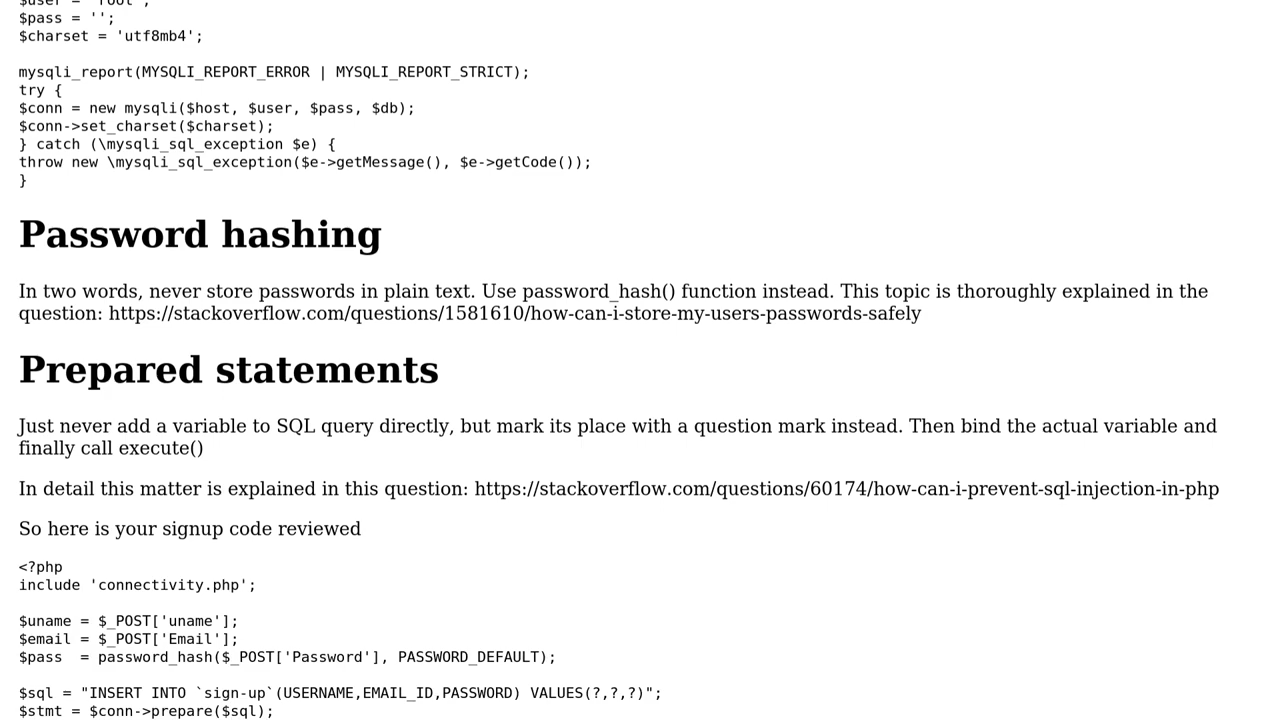 $user = 'root';
$pass = '';
$charset = 'utf8mb4';
mysqli_report(MYSQLI_REPORT_ERROR | MYSQLI_REPORT_STRICT);
try {
$conn = new mysqli($host, $user, $pass, $db);
$conn->set_charset($charset);
} catch (\mysqli_sql_exception $e) {
throw new \mysqli_sql_exception($e->getMessage(), $e->getCode());
}
Password hashing
In two words, never store passwords in plain text. Use password_hash() function instead. This topic is thoroughly explained in the
question: https://stackoverflow.com/questions/1581610/how-can-i-store-my-users-passwords-safely
Prepared statements
Just never add a variable to SQL query directly, but mark its place with a question mark instead. Then bind the actual variable and
finally call execute()
In detail this matter is explained in this question: https://stackoverflow.com/questions/60174/how-can-i-prevent-sql-injection-in-php
So here is your signup code reviewed
<?php
include 'connectivity.php';
$uname = $_POST['uname'];
$email = $_POST['Email'];
$pass  = password_hash($_POST['Password'], PASSWORD_DEFAULT);
$sql = "INSERT INTO `sign-up`(USERNAME,EMAIL_ID,PASSWORD) VALUES(?,?,?)";
$stmt = $conn->prepare($sql);